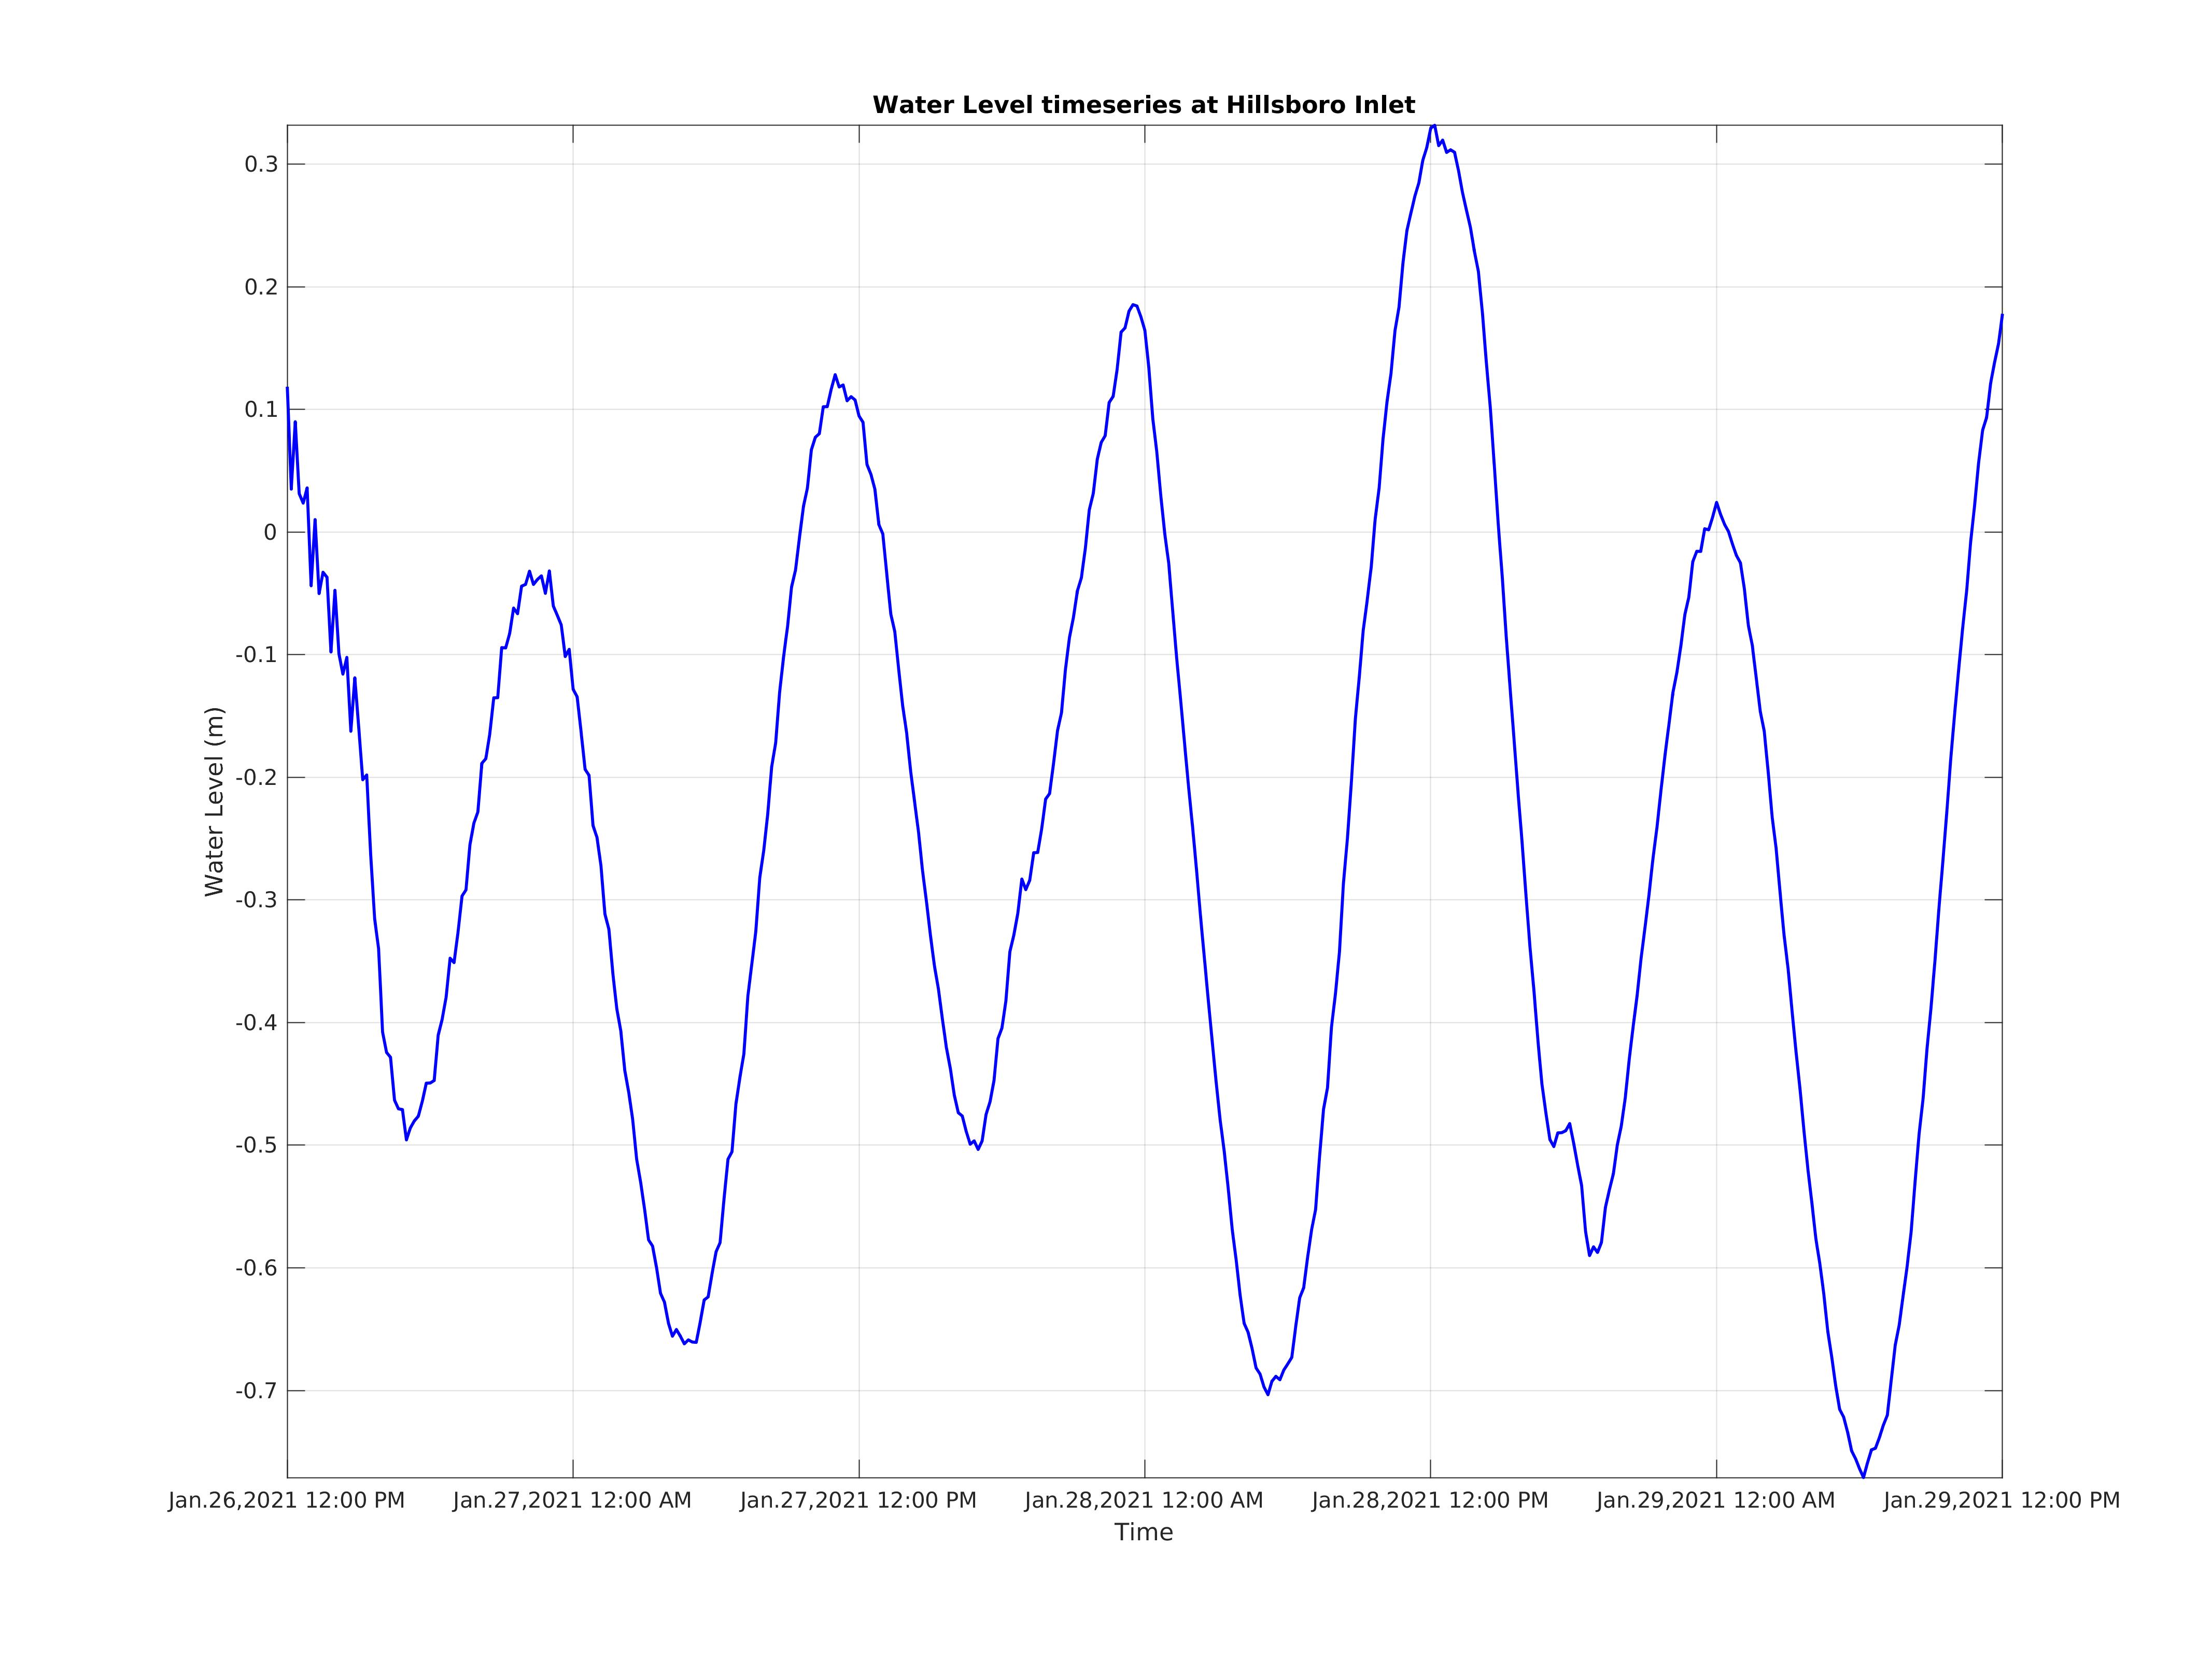 Water Level timeseries at Hillsboro Inlet
0.3
0.2
0.1
0
-0.1
-0.2
-0.3
-0.4
-0.5
-0.6
-0.7
Water Level (m)
Jan.26,2021 12:00 PM Jan.27,2021 12:00 AM Jan.27,2021 12:00 PM Jan.28,2021 12:00 AM Jan.28,2021 12:00 PM Jan.29,2021 12:00 AM Jan.29,2021 12:00 PM
Time